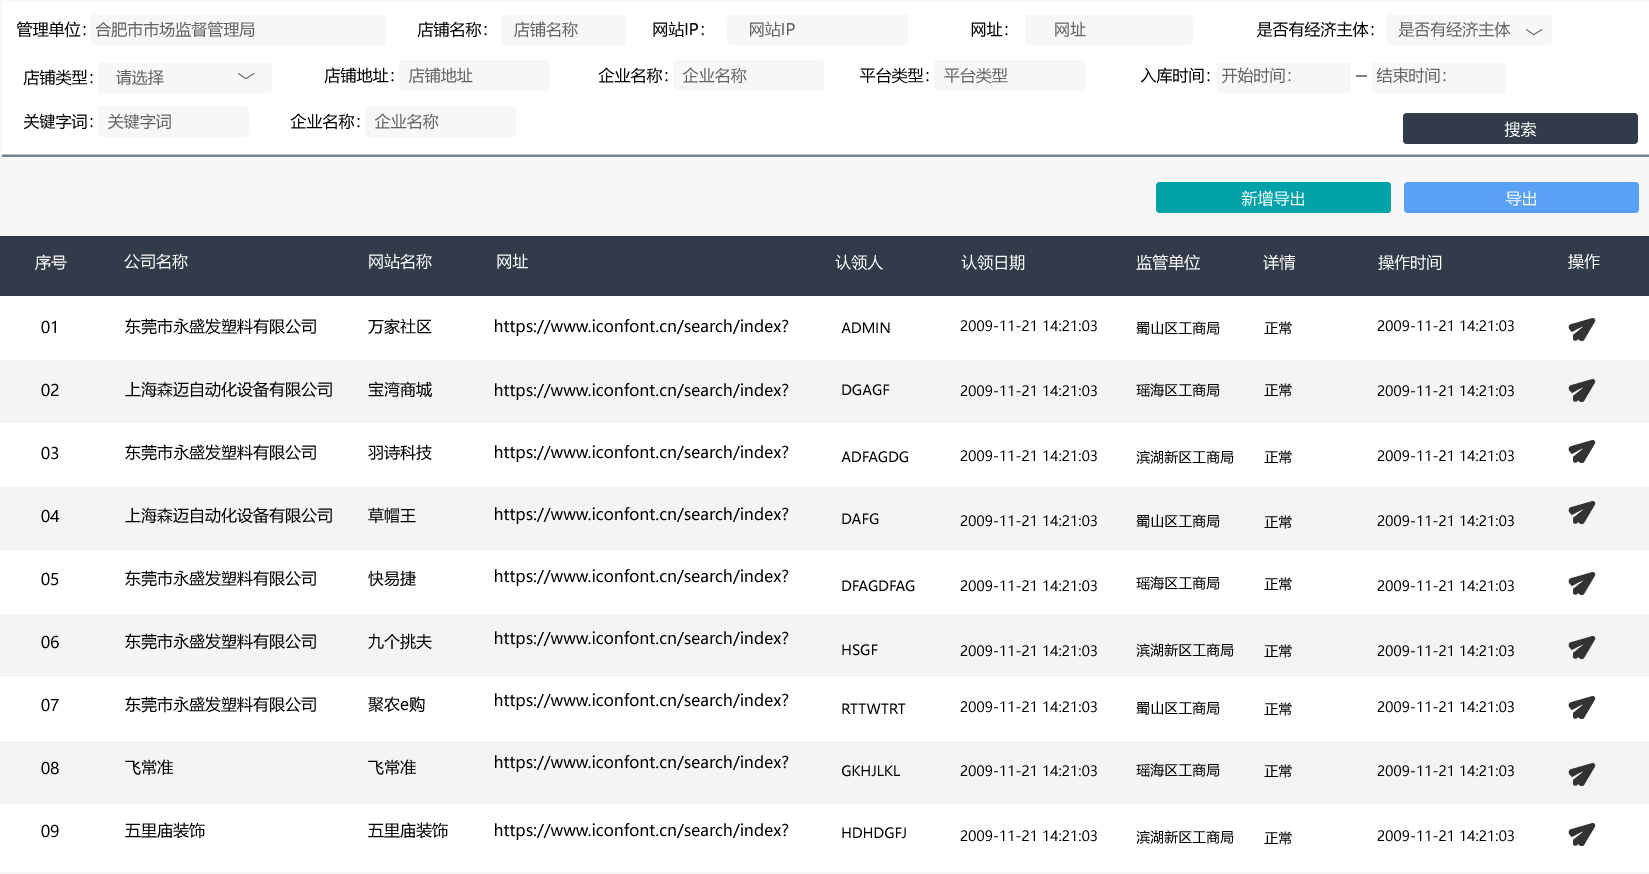 管理单位: 合肥市市场监督管理局 店铺名称: 店铺名称 网站IP: 网站IP 网址: 网址 是否有经济主体: 是否有经济主体
店铺类型: 请选择 店铺地址: 店铺地址 企业名称: 企业名称 平台类型: 平台类型 入库时间: 开始时间: — 结束时间:
关键字词: 关键字词 企业名称: 企业名称
搜索
新增导出 导出
序号 公司名称 网站名称 网址 认领人 认领日期 监管单位 详情 操作时间 操作
01 东莞市永盛发塑料有限公司 万家社区 https://www.iconfont.cn/search/index? ADMIN 2009-11-21 14:21:03 蜀山区工商局 正常 2009-11-21 14:21:03
02 上海森迈自动化设备有限公司 宝湾商城 https://www.iconfont.cn/search/index? DGAGF 2009-11-21 14:21:03 瑶海区工商局 正常 2009-11-21 14:21:03
03 东莞市永盛发塑料有限公司 羽诗科技 https://www.iconfont.cn/search/index? ADFAGDG 2009-11-21 14:21:03 滨湖新区工商局 正常 2009-11-21 14:21:03
04 上海森迈自动化设备有限公司 草帽王 https://www.iconfont.cn/search/index? DAFG 2009-11-21 14:21:03 蜀山区工商局 正常 2009-11-21 14:21:03
05 东莞市永盛发塑料有限公司 快易捷 https://www.iconfont.cn/search/index? DFAGDFAG 2009-11-21 14:21:03 瑶海区工商局 正常 2009-11-21 14:21:03
06 东莞市永盛发塑料有限公司 九个挑夫 https://www.iconfont.cn/search/index? HSGF 2009-11-21 14:21:03 滨湖新区工商局 正常 2009-11-21 14:21:03
07 东莞市永盛发塑料有限公司 聚农e购 https://www.iconfont.cn/search/index? RTTWTRT 2009-11-21 14:21:03 蜀山区工商局 正常 2009-11-21 14:21:03
08 飞常准 飞常准 https://www.iconfont.cn/search/index? GKHJLKL 2009-11-21 14:21:03 瑶海区工商局 正常 2009-11-21 14:21:03
09 五里庙装饰 五里庙装饰 https://www.iconfont.cn/search/index? HDHDGFJ 2009-11-21 14:21:03 滨湖新区工商局 正常 2009-11-21 14:21:03